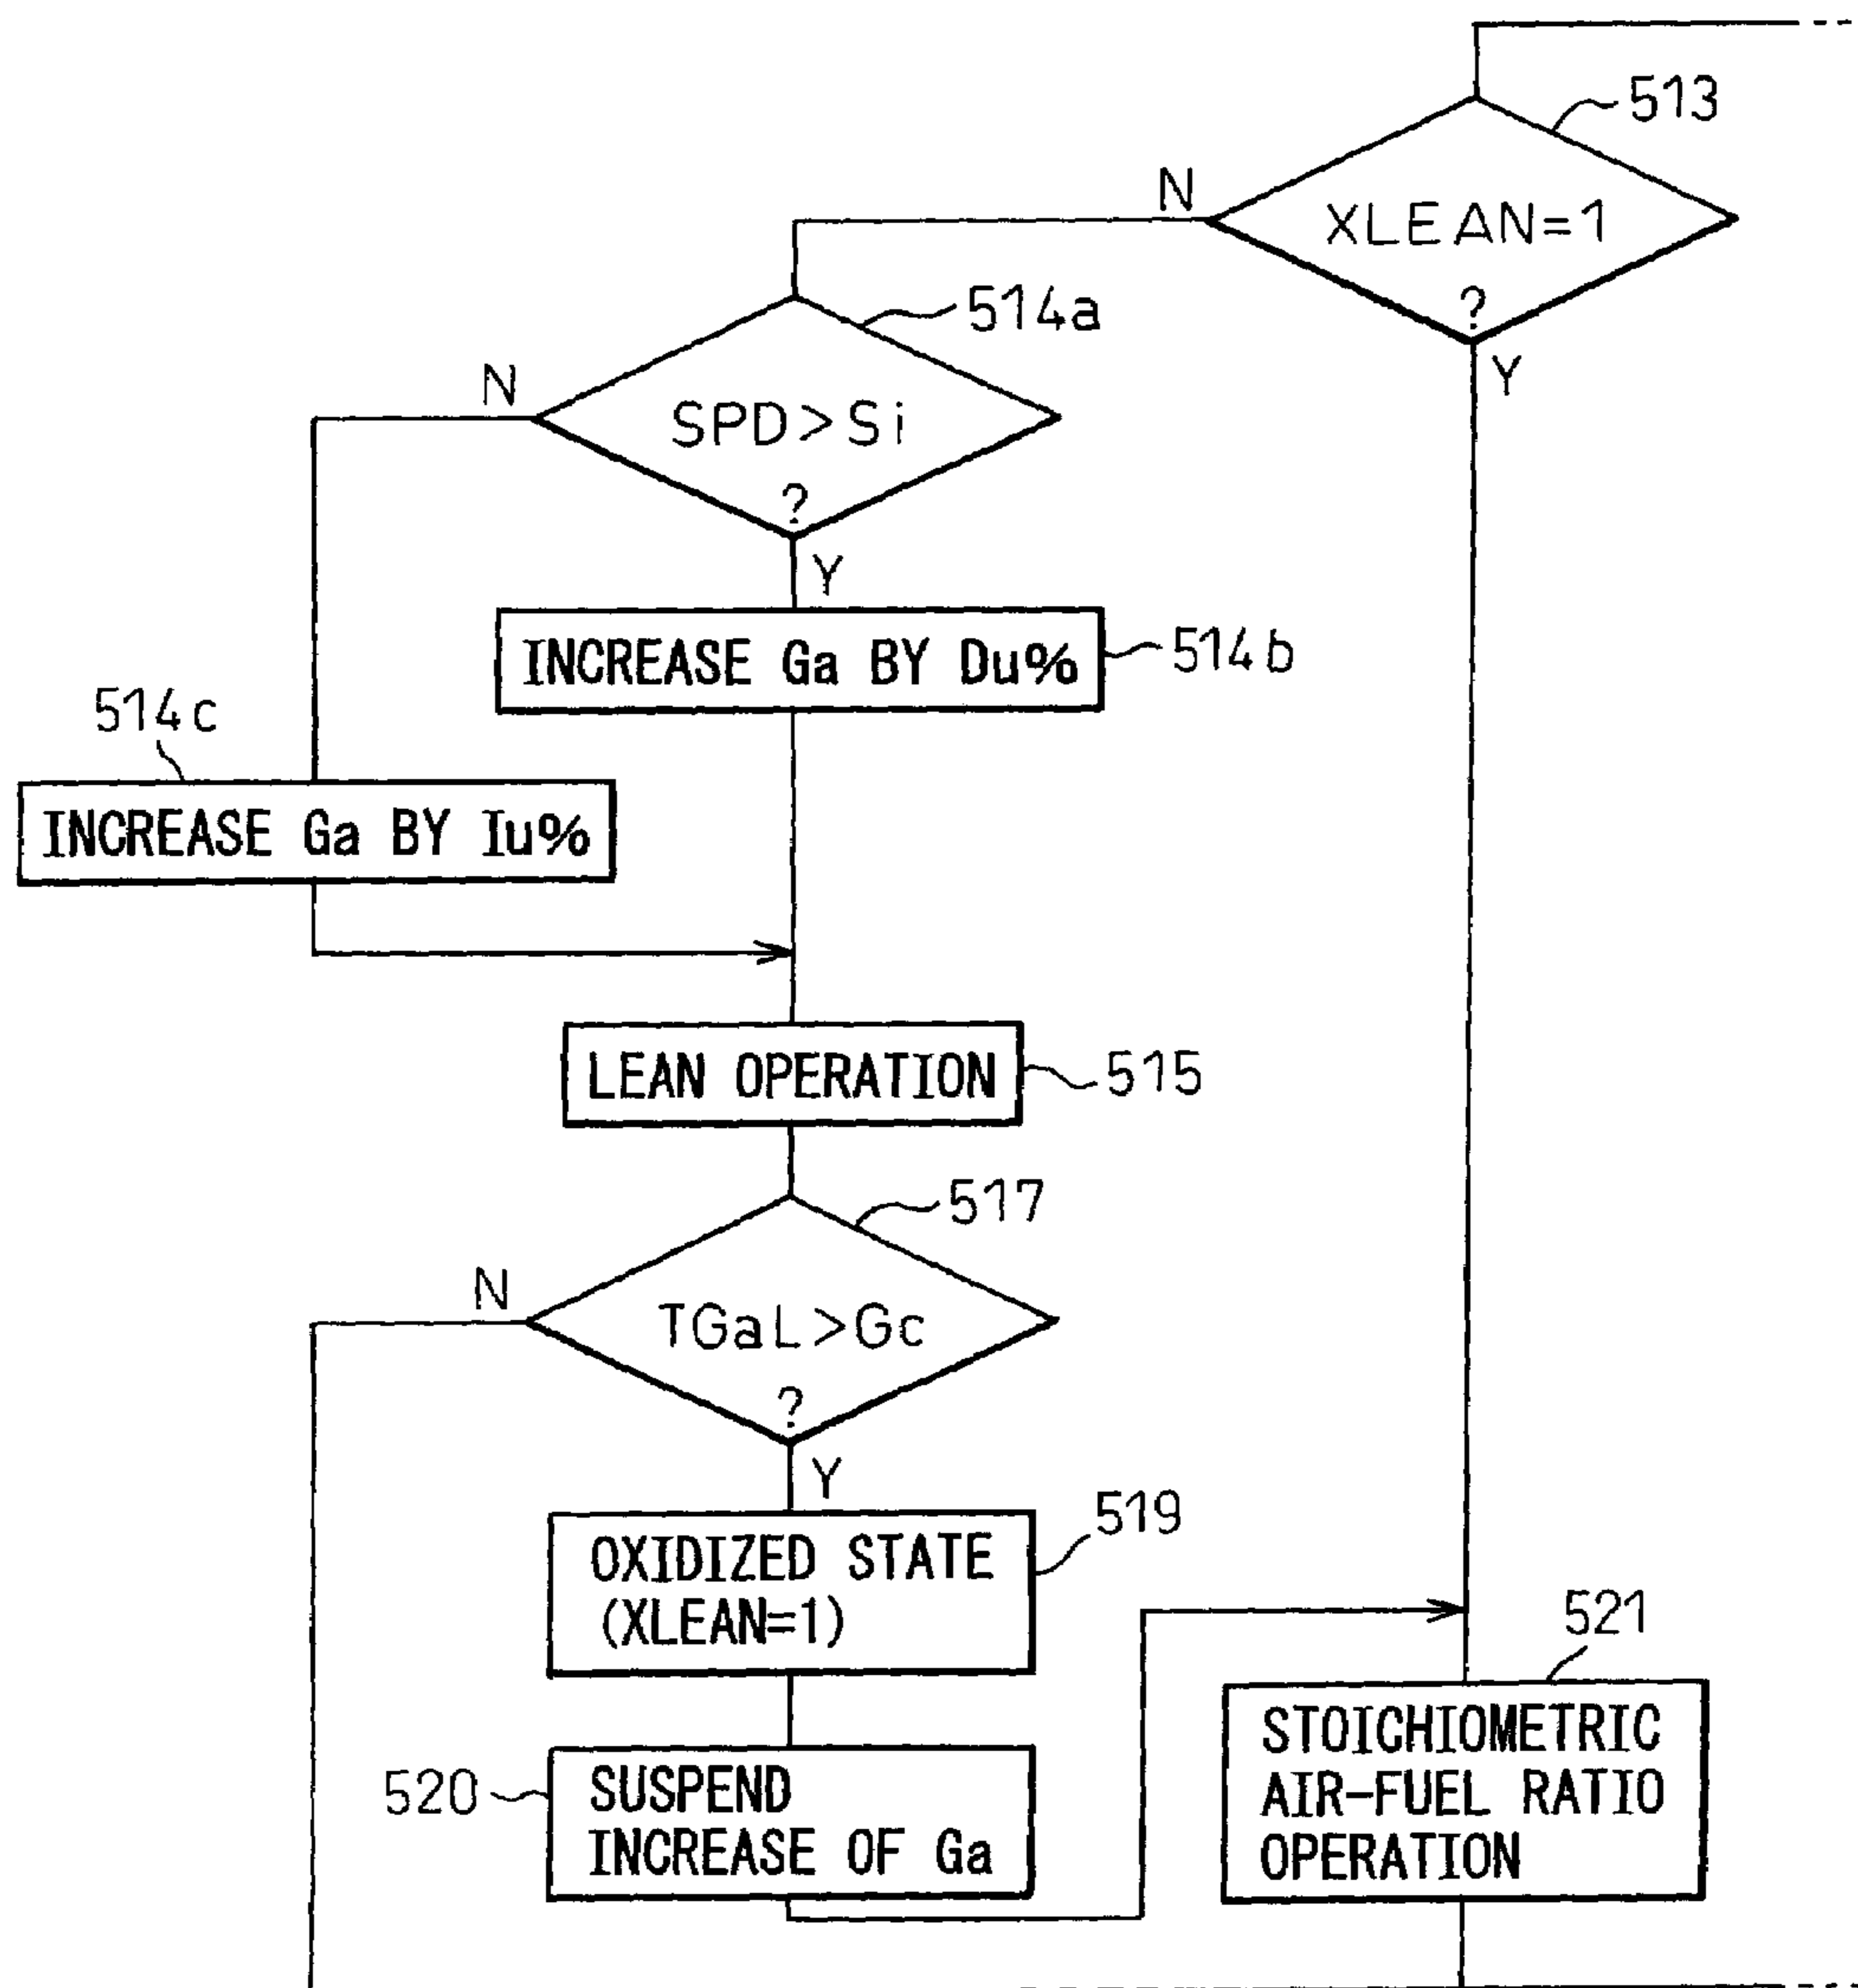 513
N
XLEAN=1
?
Y
514a
N
SPD>Si
?
Y
INCREASE Ga BY Du%
514b
514c
INCREASE Ga BY Iu%
LEAN OPERATION
515
517
N
TGaL>Gc
?
Y
519
OXIDIZED STATE
(XLEAN=1)
521
520
SUSPEND
INCREASE OF Ga
STOICHIOMETRIC
AIR-FUEL RATIO
OPERATION